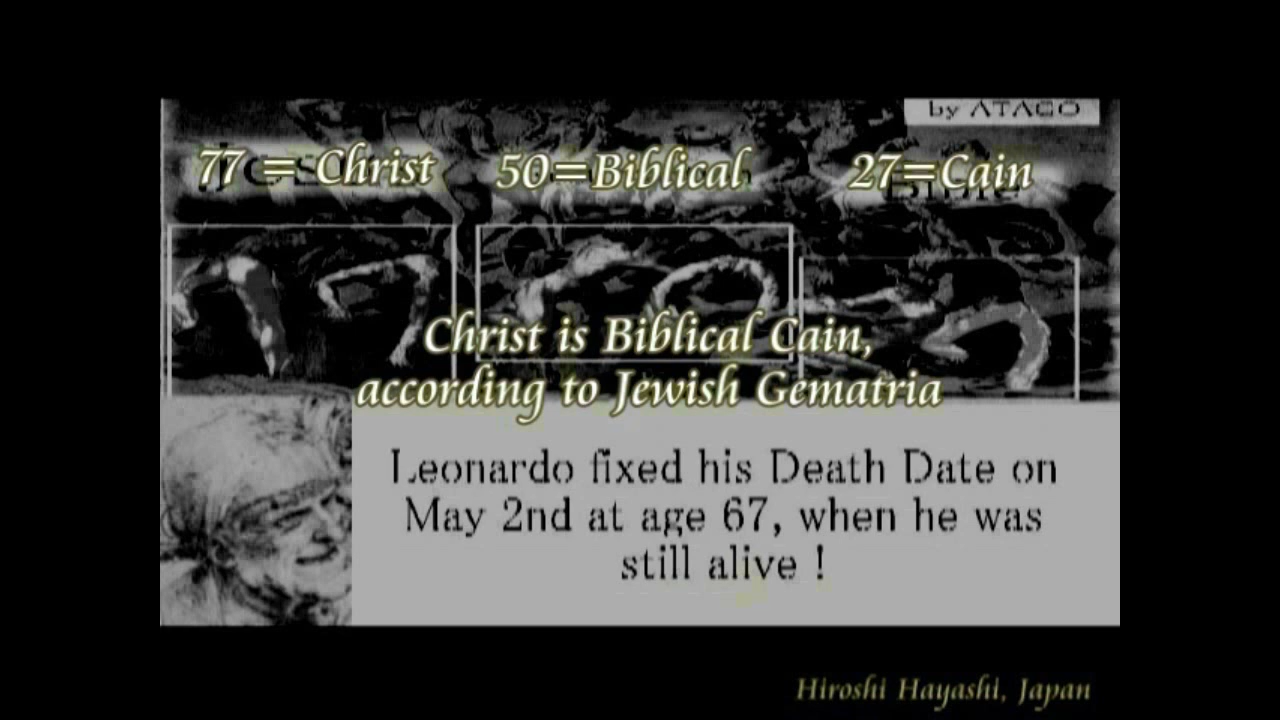 by ATAGO
77 = Christ 50=Biblical 27=Cain
Christ is Biblical Cain,
according to Jewish Gematria
Leonardo fixed his Death Date on
May 2nd at age 67, when he was
still alive !
Hiroshi Hayashi, Japan